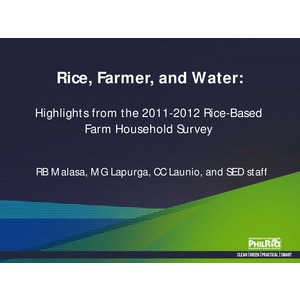 Rice, Farmer, and Water:
Highlights from the 2011-2012 Rice-Based
Farm Household Survey
RB Malasa, MG Lapurga, CC Launio, and SED staff
PHILRICE
CLEAN | GREEN | PRACTICAL | SMART